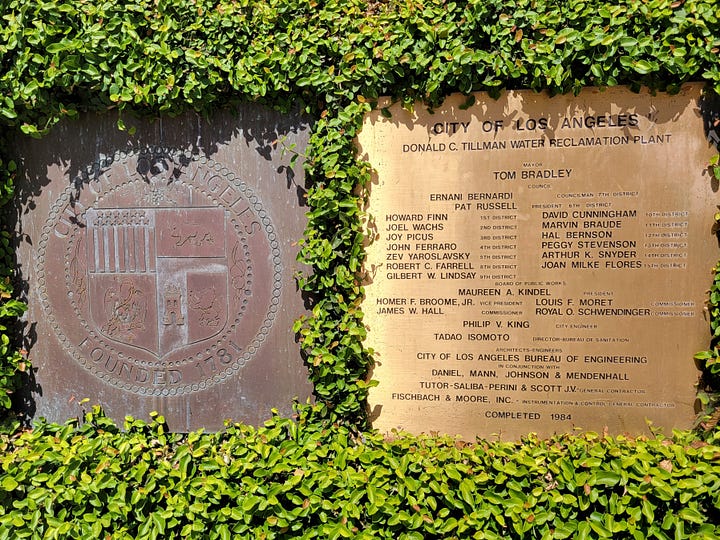 CITY OF LOS ANGELES
FOUNDED 1781
CITY OF LOS ANGELES
DONALD C. TILLMAN WATER RECLAMATION PLANT
MAYOR
TOM BRADLEY
COUNCIL
ERNANI BERNARDI COUNCILMAN 7TH DISTRICT
PAT RUSSELL PRESIDENT 6TH DISTRICT
HOWARD FINN 1ST DISTRICT DAVID CUNNINGHAM 10TH DISTRICT
JOEL WACHS 2ND DISTRICT MARVIN BRAUDE 11TH DISTRICT
JOY PICUS 3RD DISTRICT HAL BERNSON 12TH DISTRICT
JOHN FERRARO 4TH DISTRICT PEGGY STEVENSON 13TH DISTRICT
ZEV YAROSLAVSKY 5TH DISTRICT ARTHUR K. SNYDER 14TH DISTRICT
ROBERT C. FARRELL 8TH DISTRICT JOAN MILKE FLORES 15TH DISTRICT
GILBERT W. LINDSAY 9TH DISTRICT
BOARD OF PUBLIC WORKS
MAUREEN A. KINDEL PRESIDENT
HOMER F. BROOME, JR. VICE PRESIDENT LOUIS F. MORET COMMISSIONER
JAMES W. HALL COMMISSIONER ROYAL O. SCHWENDINGER COMMISSIONER
PHILIP V. KING CITY ENGINEER
TADAO ISOMOTO DIRECTOR-BUREAU OF SANITATION
ARCHITECTS-ENGINEERS
CITY OF LOS ANGELES BUREAU OF ENGINEERING
IN CONJUNCTION WITH
DANIEL, MANN, JOHNSON & MENDENHALL
TUTOR-SALIBA-PERINI & SCOTT J.V.-GENERAL CONTRACTORS
FISCHBACH & MOORE, INC.-INSTRUMENTATION & CONTROL GENERAL CONTRACTOR
COMPLETED 1984